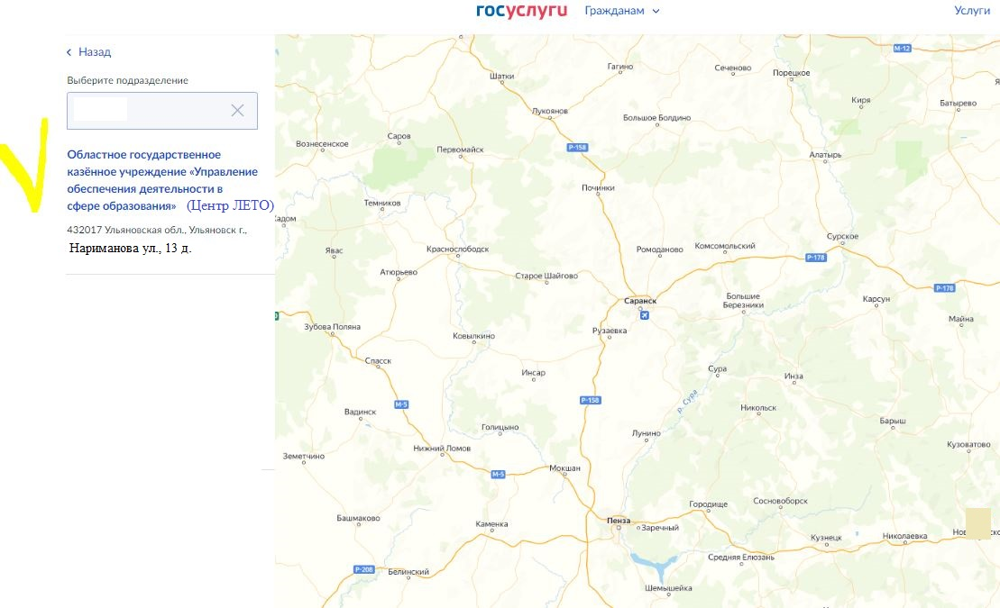 госуслуги Гражданам Услуги
Назад
Выберите подразделение
Областное государственное
казённое учреждение «Управление
обеспечения деятельности в
сфере образования» (Центр ЛЕТО)
432017 Ульяновская обл., Ульяновск г.,
Нариманова ул., 13 д.
М-12
Гагино
Сеченово
Порецкое
Шатки
Киря
Батырево
Лукоянов
Большое Болдино
Саров
Вознесенское
Первомайск
Р-158
Алатырь
Починки
Темников
Сурское
Явас
Краснослободск
Ромоданово
Комсомольский
Р-178
Атюрьево
Старое Шайгово
Р-178
Саранск
Большие
Березники
Карсун
Майна
Зубова Поляна
Рузаевка
Ковылкино
Спасск
Инсар
Сура
Инза
р. Сура
М-5
Р-158
Вадинск
Никольск
Барыш
Голицыно
Лунино
Нижний Ломов
Кузоватово
Земетчино
Мокшан
М-5
Городище
Сосновоборск
Башмаково
Каменка
Пенза
Заречный
Кузнецк
Николаевка
Средняя Елюзань
Р-208
Белинский
Шемышейка